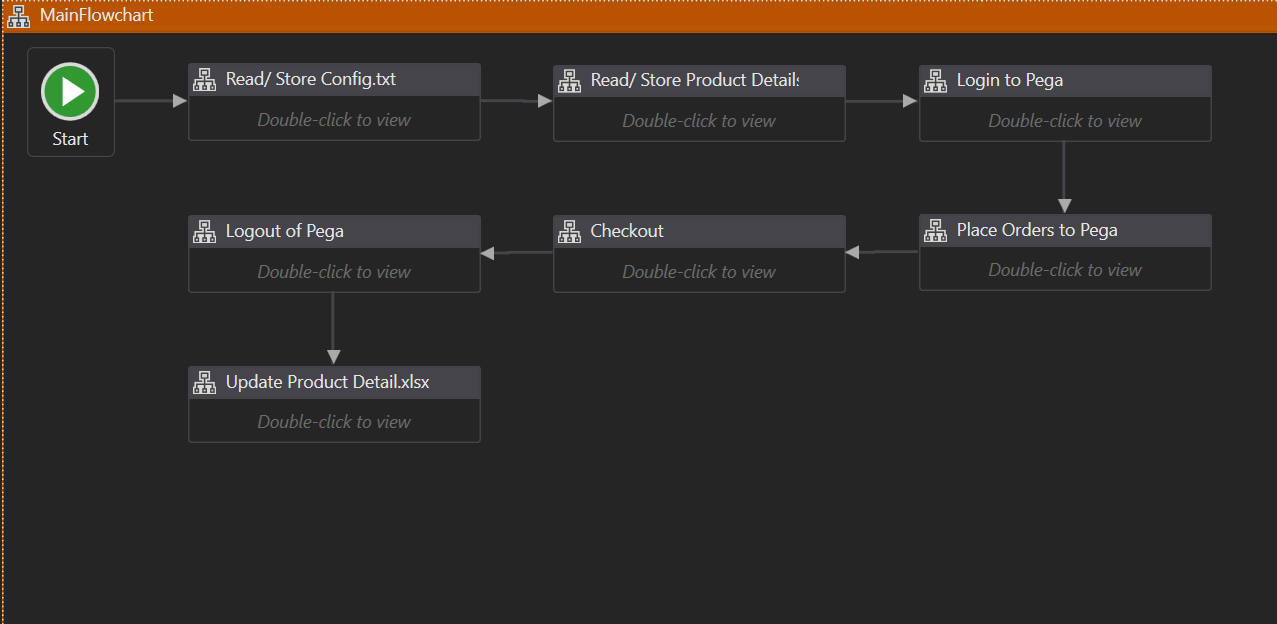 MainFlowchart
Start
Read/ Store Config.txt
Double-click to view
Read/ Store Product Details
Double-click to view
Login to Pega
Double-click to view
Logout of Pega
Double-click to view
Checkout
Double-click to view
Place Orders to Pega
Double-click to view
Update Product Detail.xlsx
Double-click to view